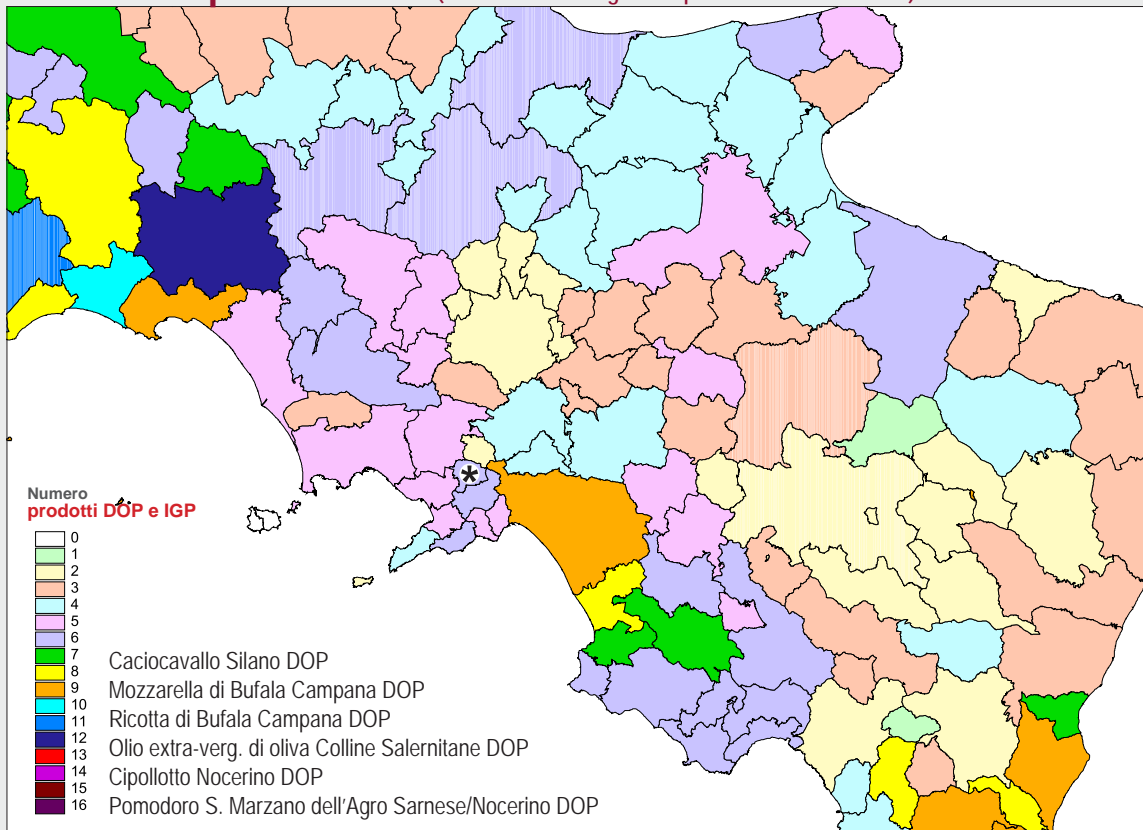 *
Numero
prodotti DOP e IGP
0
1
2
3
4
5
6
7
8
9
10
11
12
13
14
15
16
Caciocavallo Silano DOP
Mozzarella di Bufala Campana DOP
Ricotta di Bufala Campana DOP
Olio extra-verg. di oliva Colline Salernitane DOP
Cipollotto Nocerino DOP
Pomodoro S. Marzano dell'Agro Sarnese/Nocerino DOP